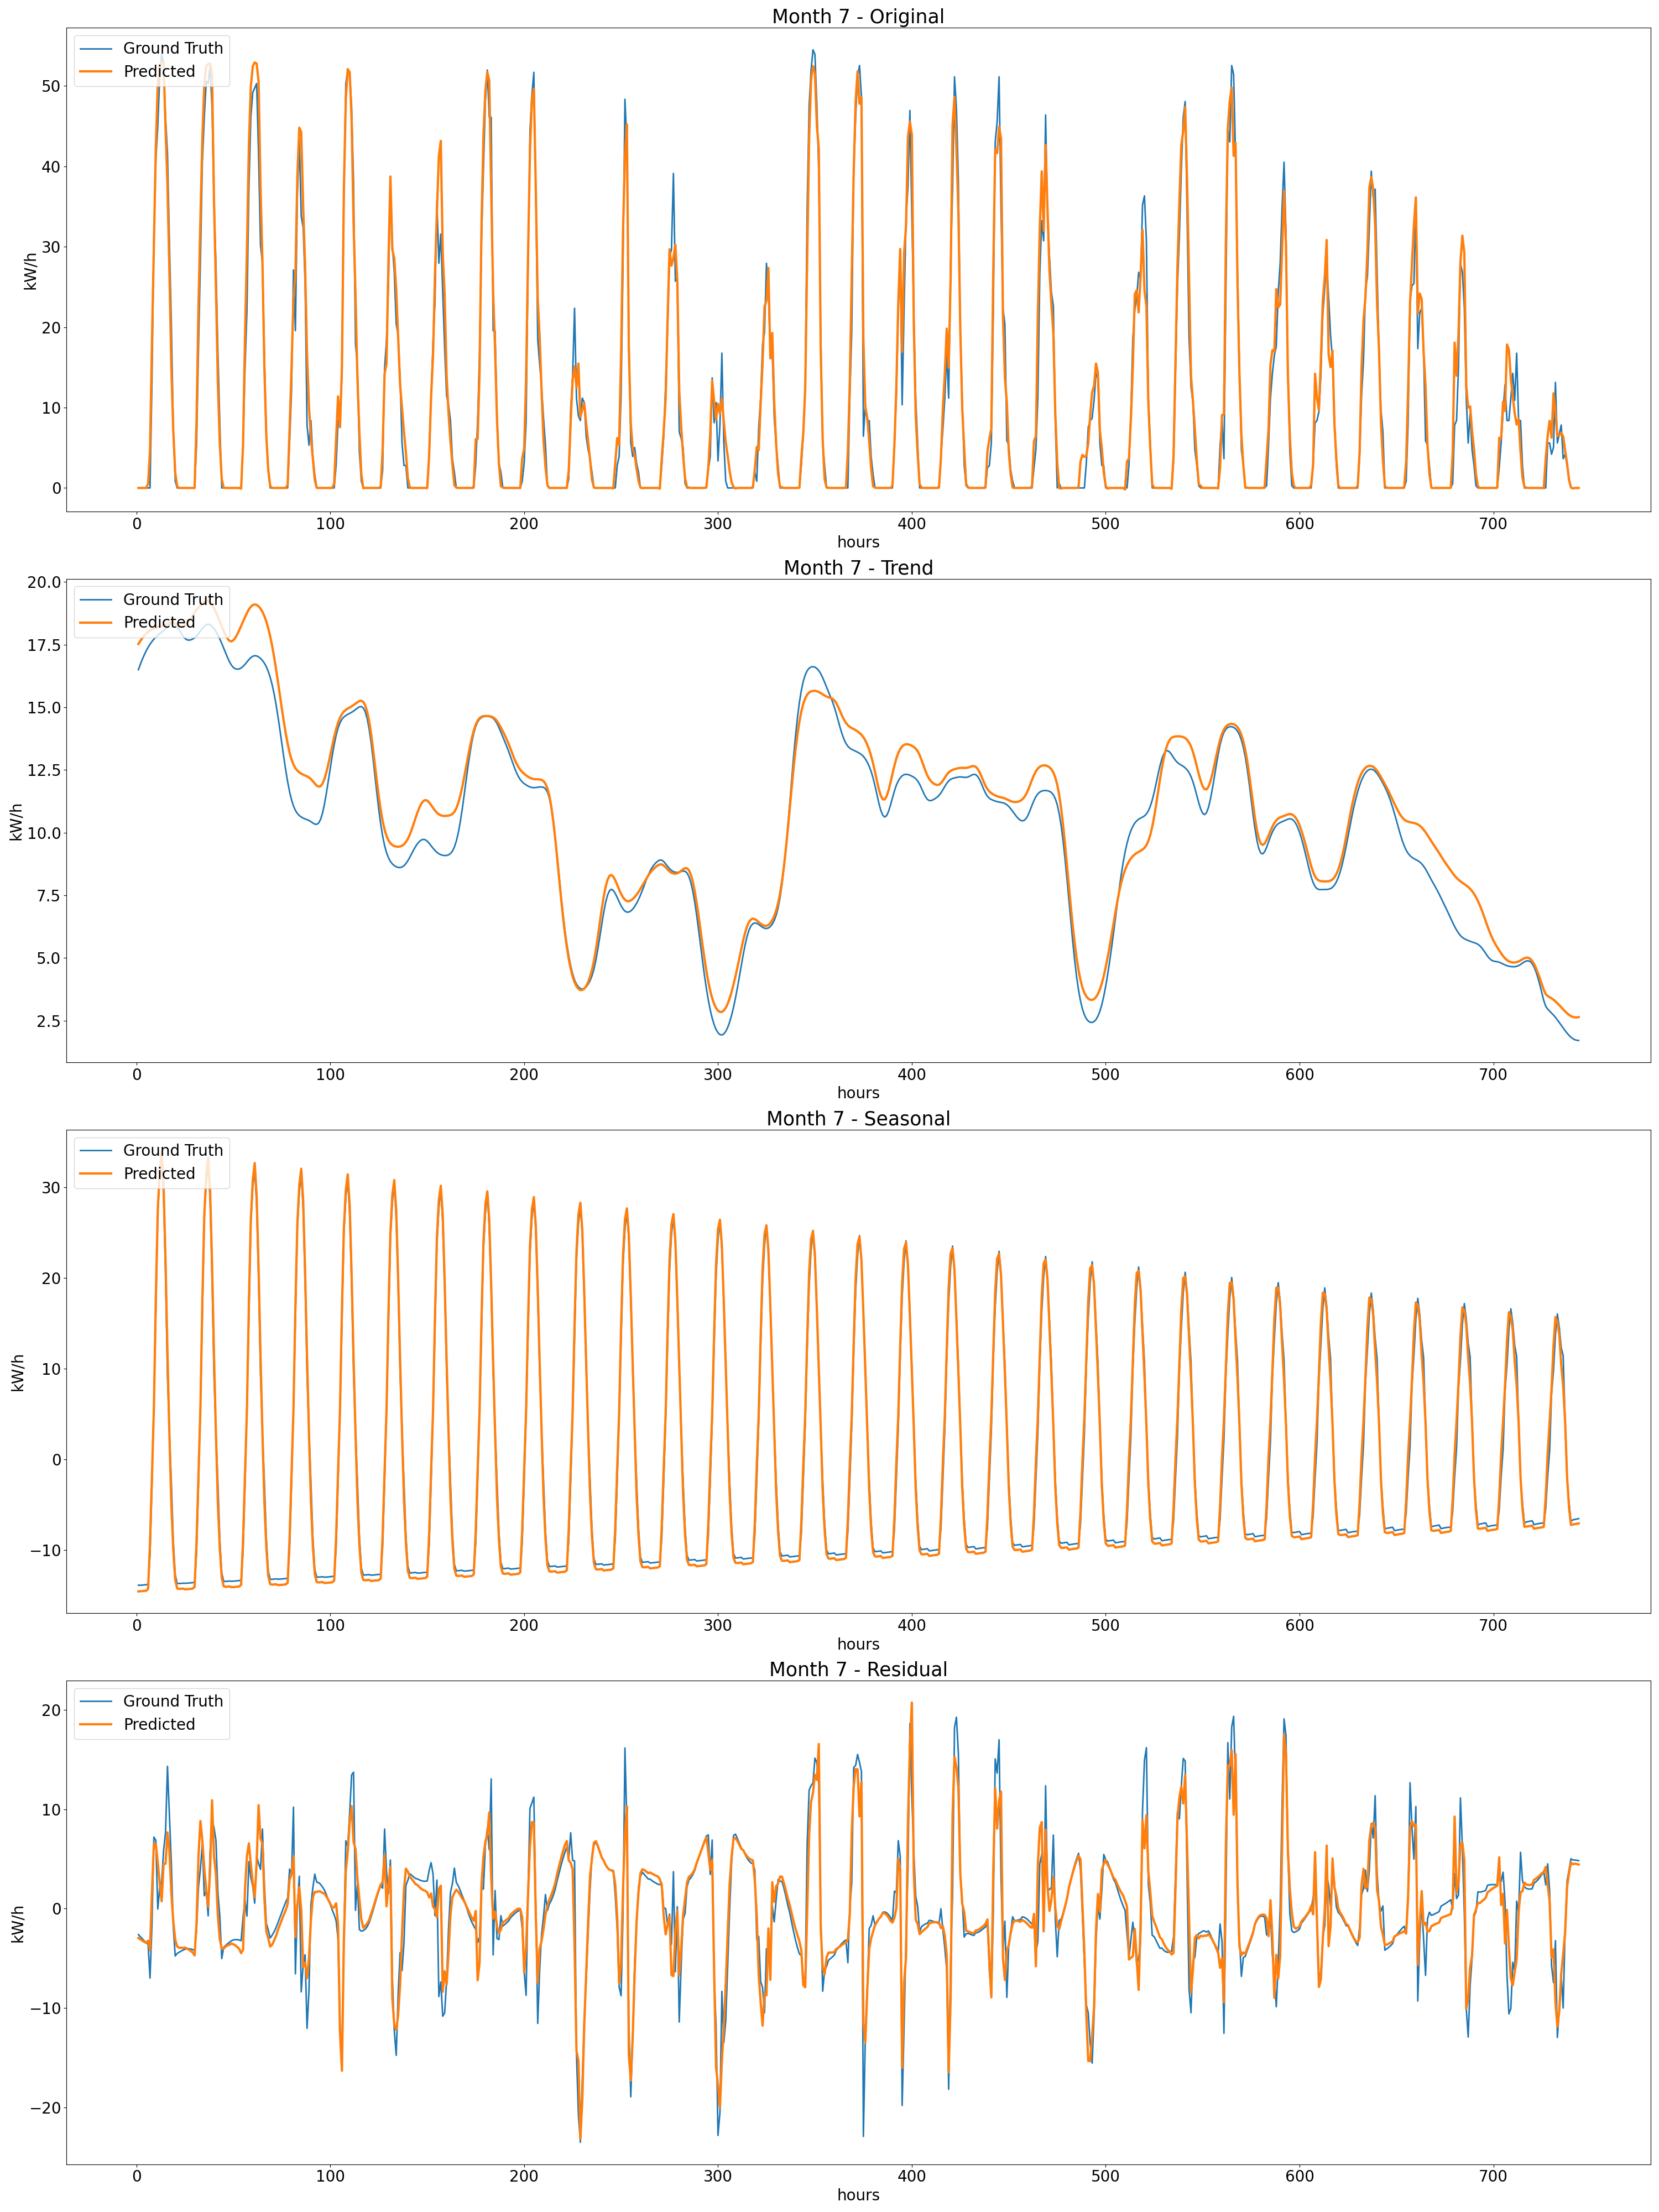 Month 7 - Original
Ground Truth
Predicted
kW/h
50
40
30
20
10
0
0 100 200 300 400 500 600 700
hours
Month 7 - Trend
Ground Truth
Predicted
kW/h
20.0
17.5
15.0
12.5
10.0
7.5
5.0
2.5
0 100 200 300 400 500 600 700
hours
Month 7 - Seasonal
Ground Truth
Predicted
kW/h
30
20
10
0
−10
0 100 200 300 400 500 600 700
hours
Month 7 - Residual
Ground Truth
Predicted
kW/h
20
10
0
−10
−20
0 100 200 300 400 500 600 700
hours